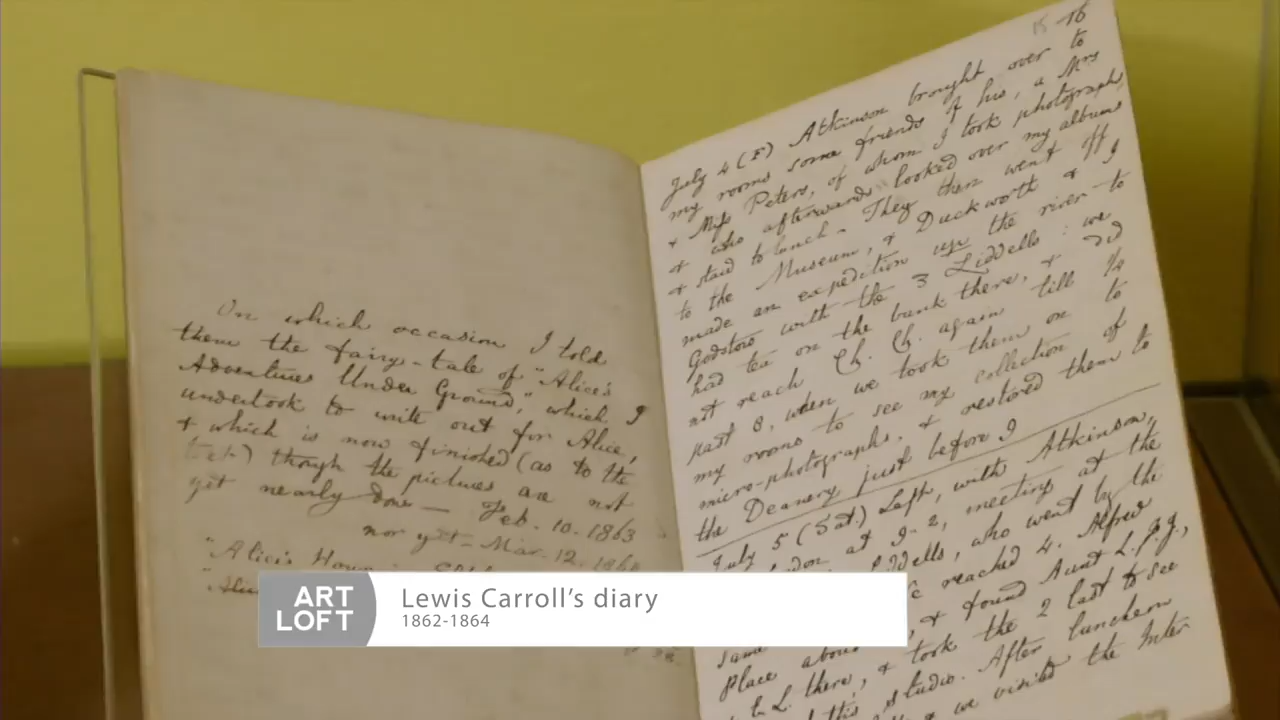 On which occasion I told
them the fairy-tale of "Alice's
Adventures Under Ground," which I
undertook to write out for Alice,
& which is now finished (as to the
text) though the pictures are not
yet nearly done — Feb. 10. 1863
nor yet — Mar. 12. 186
"Alice's Hour in
15 16
July 4 (F) Atkinson brought over to
my rooms some friends of his, a Mrs
& Miss Peters, of whom I took photographs,
& who afterwards looked over my albums
& staid to lunch. They then went off
to the Museum, & Duckworth & I
made an expedition up the river to
Godstow with the 3 Liddells: we
had tea on the bank there, & did
not reach Ch. Ch. again till 1/4
past 8, when we took them on to
my rooms to see my collection of
micro-photographs, & restored them to
the Deanery just before 9
July 5 (Sat.) Left, with Atkinson,
at 9-2, meeting at the
Liddells, who went by the
same reached 4. Alfred
Place about & found Aunt L. P. J.,
& L. there, & took the 2 last to see
studio. After luncheon
we visited the Inter
ART
LOFT
Lewis Carroll's diary
1862-1864